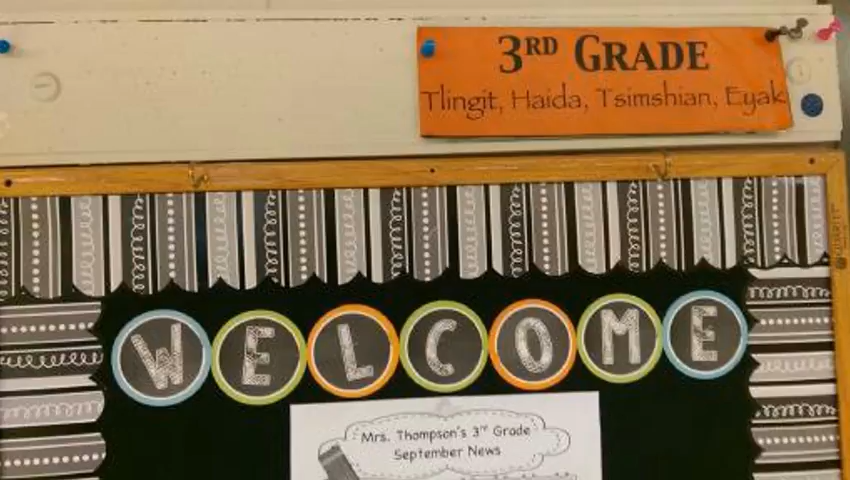 3RD GRADE
Tlingit, Haida, Tsimshian, Eyak
WELCOME
Mrs. Thompson's 3rd Grade
September News